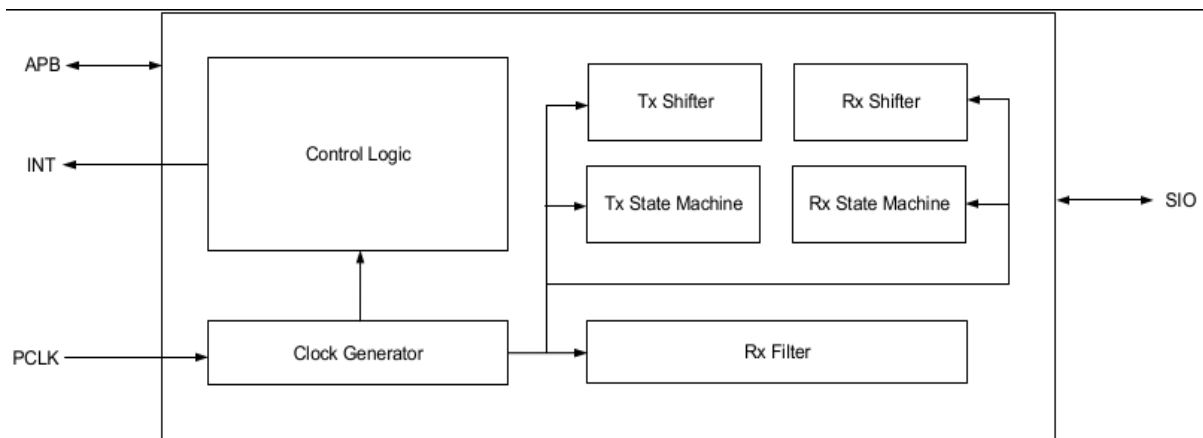 APB
INT
PCLK
Control Logic
Clock Generator
Tx Shifter
Rx Shifter
Tx State Machine
Rx State Machine
Rx Filter
SIO